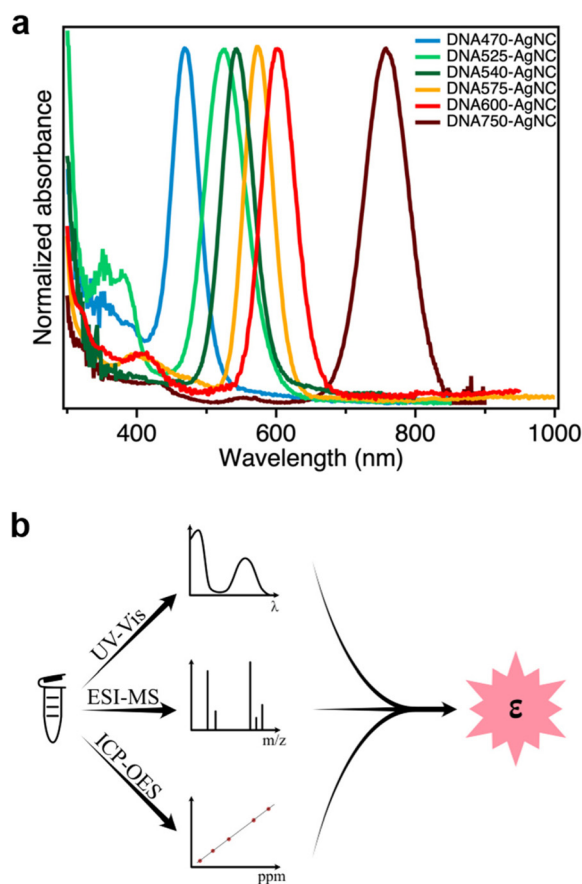 a
Normalized absorbance
DNA470-AgNC
DNA525-AgNC
DNA540-AgNC
DNA575-AgNC
DNA600-AgNC
DNA750-AgNC
400 600 800 1000
Wavelength (nm)
b
UV-Vis
λ
ESI-MS
m/z
ICP-OES
ppm
ε